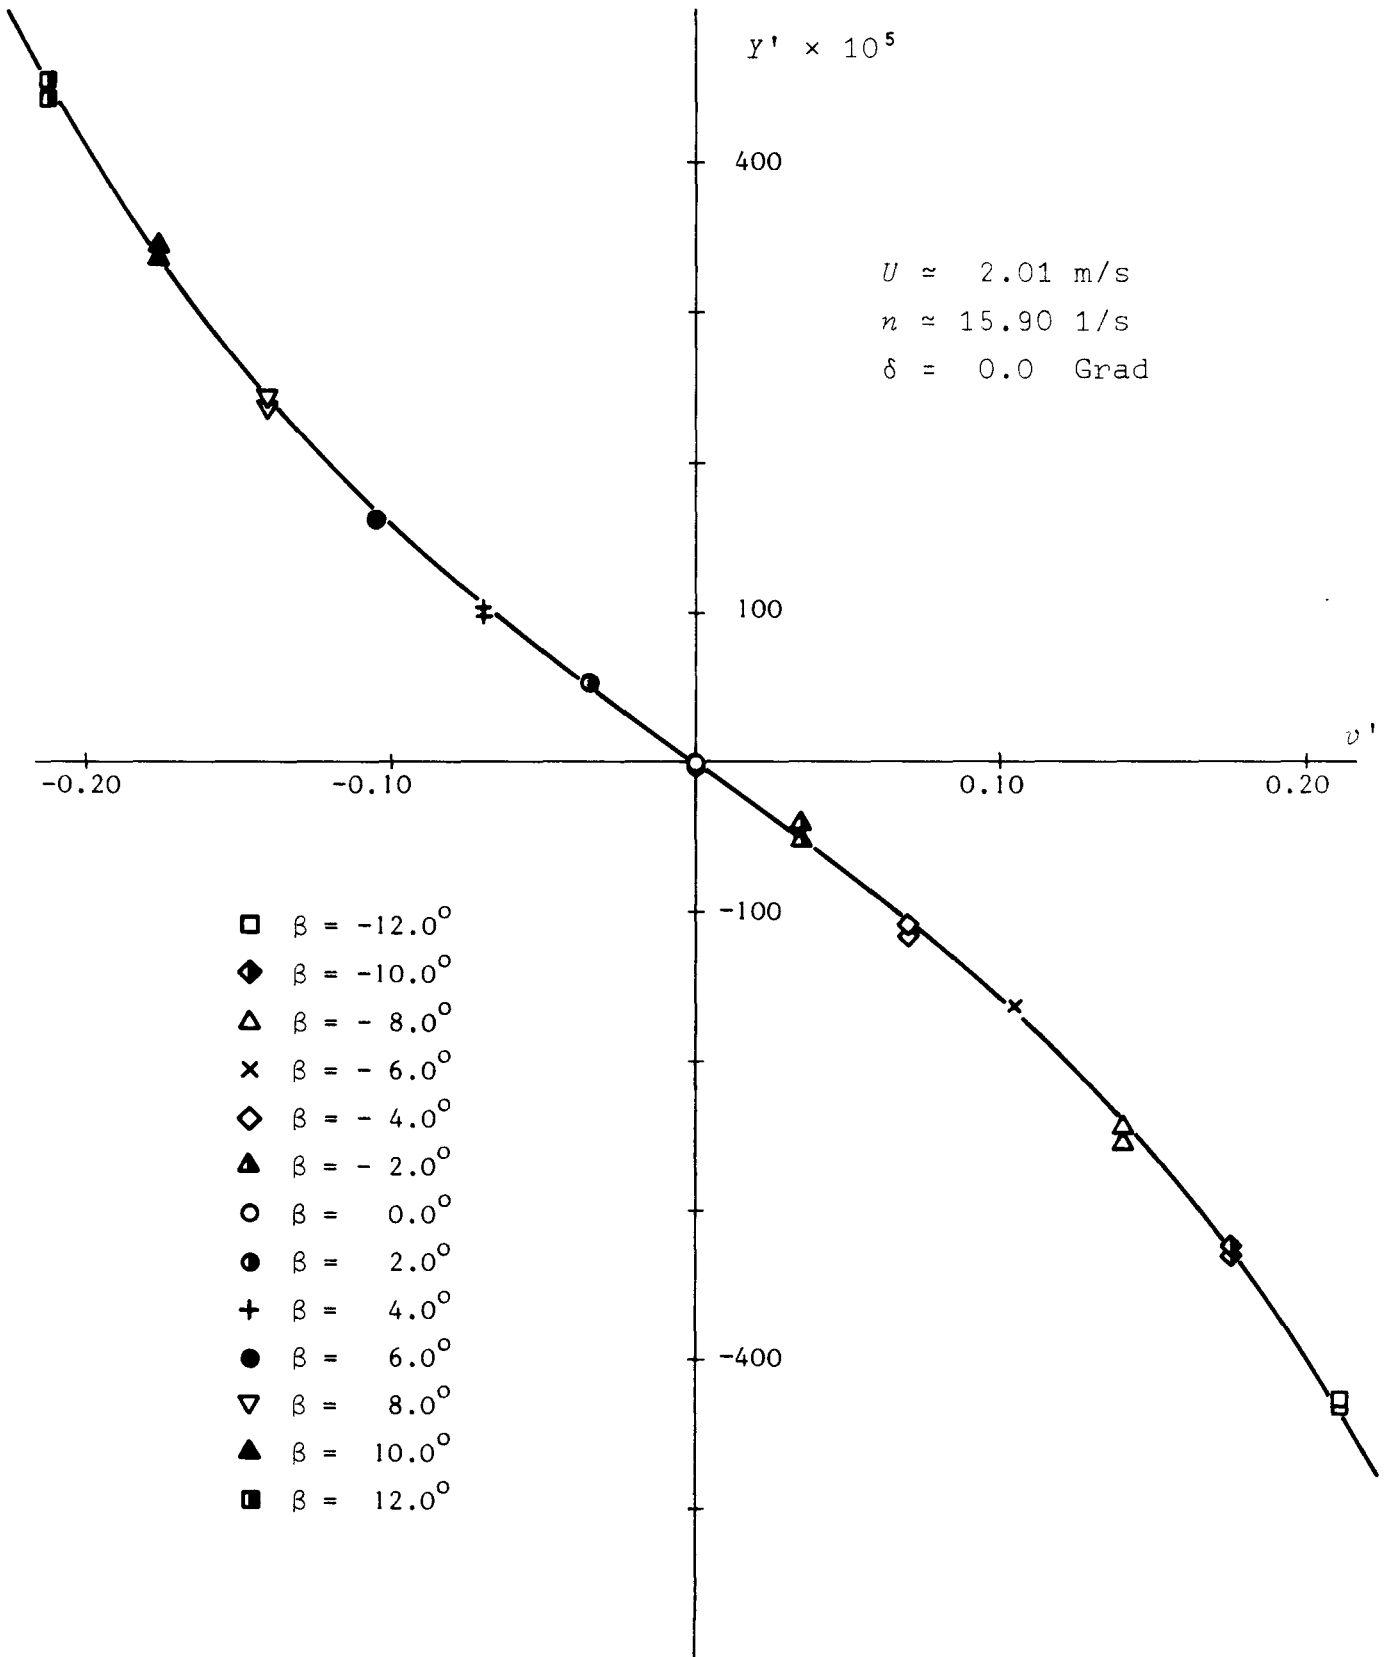 Y' × 10⁵
400
U ≃ 2.01 m/s
n ≃ 15.90 1/s
δ = 0.0 Grad
100
v'
-0.20 -0.10 0.10 0.20
-100
β = -12.0°
β = -10.0°
β = - 8.0°
β = - 6.0°
β = - 4.0°
β = - 2.0°
β = 0.0°
β = 2.0°
β = 4.0°
-400
β = 6.0°
β = 8.0°
β = 10.0°
β = 12.0°